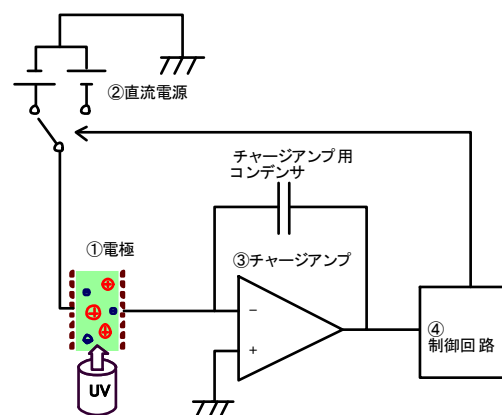 ②直流電源
チャージアンプ用
コンデンサ
①電極
③チャージアンプ
−
+
④
制御回路
UV